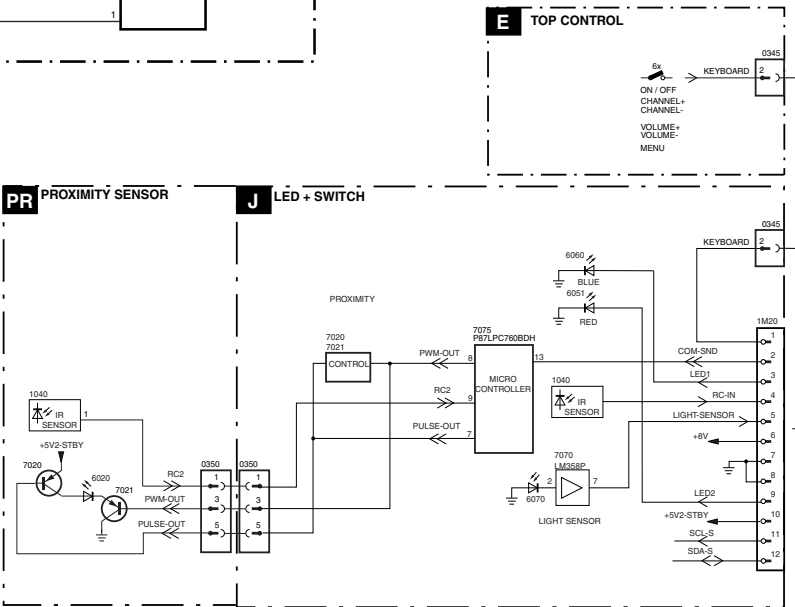 1
E TOP CONTROL
0345
6x
KEYBOARD
2
ON / OFF
CHANNEL+
CHANNEL-
VOLUME+
VOLUME-
MENU
PR PROXIMITY SENSOR
J LED + SWITCH
0345
KEYBOARD
2
6060
BLUE
6051
RED
PROXIMITY
7020
7021
CONTROL
7075
P87LPC760BDH
PWM-OUT
8
13
RC2
9
MICRO
CONTROLLER
PULSE-OUT
7
1M20
1
COM-SND
2
LED1
3
RC-IN
4
LIGHT-SENSOR
5
+8V
6
7
8
LED2
9
+5V2-STBY
10
SCL-S
11
SDA-S
12
1040
IR
SENSOR
7070
LM358P
2
7
6070
LIGHT SENSOR
1040
IR
SENSOR
1
+5V2-STBY
7020
6020
7021
RC2
PWM-OUT
PULSE-OUT
0350
1
3
5
0350
1
3
5